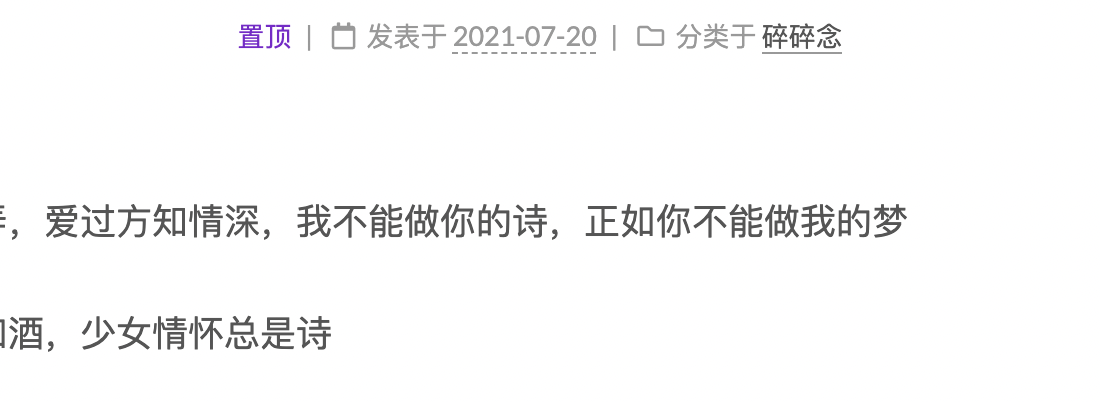 置顶 | 发表于 2021-07-20 | 分类于 碎碎念
，爱过方知情深，我不能做你的诗，正如你不能做我的梦
酒，少女情怀总是诗